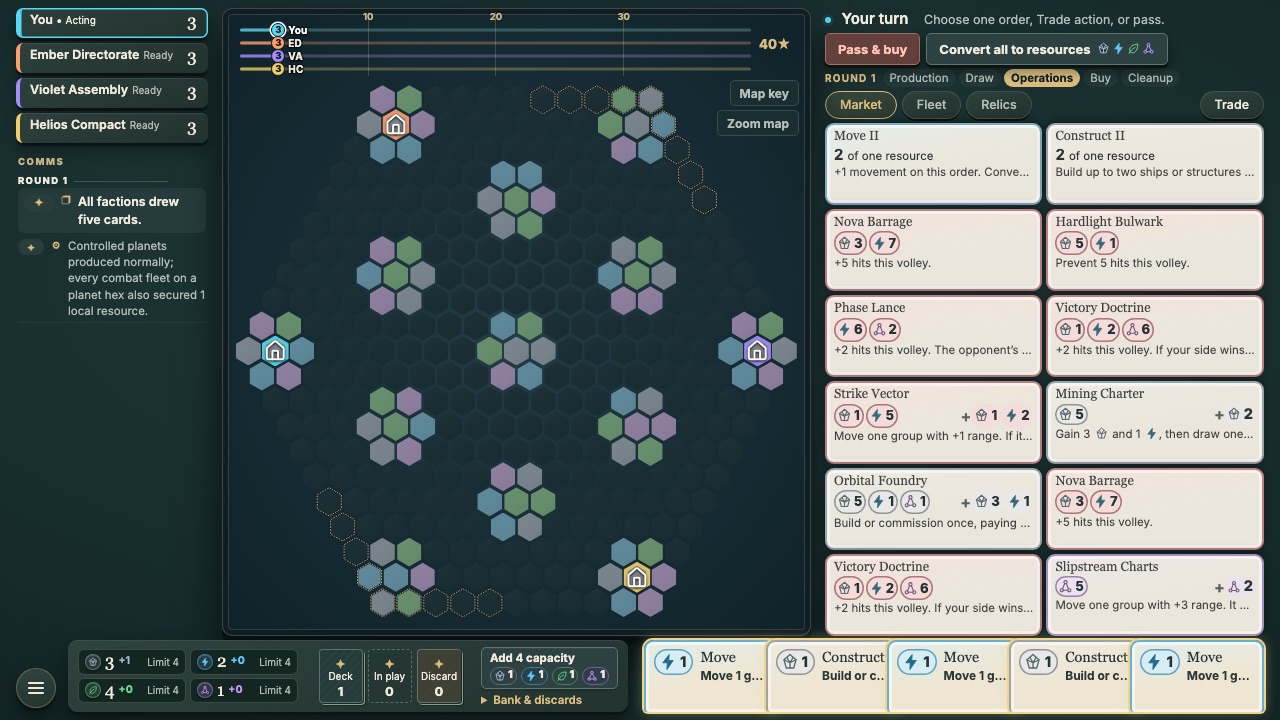 You • Acting
3
Ember Directorate Ready
3
Violet Assembly Ready
3
Helios Compact Ready
3
COMMS
ROUND 1
All factions drew
five cards.
Controlled planets
produced normally;
every combat fleet on a
planet hex also secured 1
local resource.
10 20 30
3 You
3 ED
3 VA
3 HC
40★
Map key
Zoom map
Your turn Choose one order, Trade action, or pass.
Pass & buy
Convert all to resources
ROUND 1 Production Draw Operations Buy Cleanup
Market Fleet Relics Trade
Move II
2 of one resource
+1 movement on this order. Conve...
Construct II
2 of one resource
Build up to two ships or structures ...
Nova Barrage
3 7
+5 hits this volley.
Hardlight Bulwark
5 1
Prevent 5 hits this volley.
Phase Lance
6 2
+2 hits this volley. The opponent's ...
Victory Doctrine
1 2 6
+2 hits this volley. If your side wins...
Strike Vector
1 5 + 1 2
Move one group with +1 range. If it...
Mining Charter
5 + 2
Gain 3 and 1 , then draw one...
Orbital Foundry
5 1 1 + 3 1
Build or commission once, paying ...
Nova Barrage
3 7
+5 hits this volley.
Victory Doctrine
1 2 6
+2 hits this volley. If your side wins...
Slipstream Charts
5 + 2
Move one group with +3 range. It ...
3 +1 Limit 4
2 +0 Limit 4
4 +0 Limit 4
1 +0 Limit 4
Deck
1
In play
0
Discard
0
Add 4 capacity
1 1 1 1
▶ Bank & discards
1 Move
Move 1 g...
1 Construct
Build or c...
1 Move
Move 1 g...
1 Construct
Build or c...
1 Move
Move 1 g...